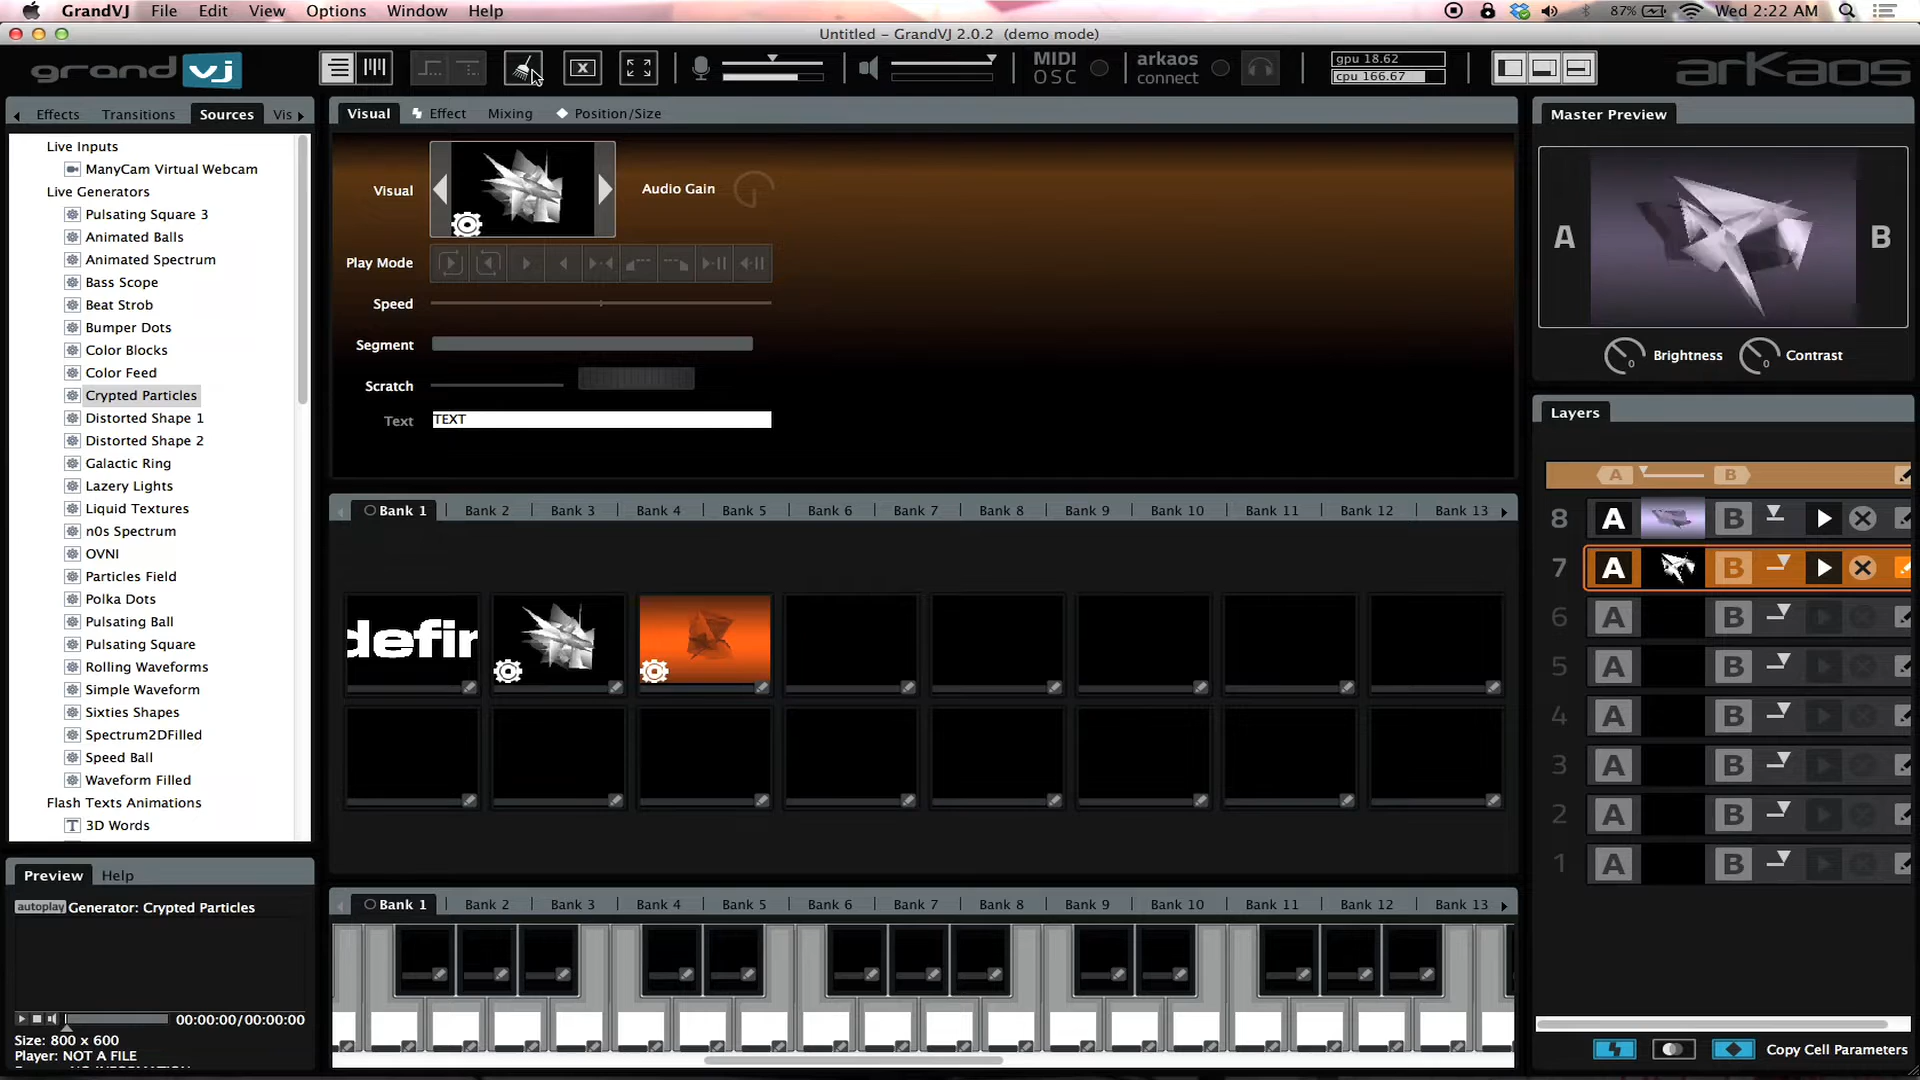 GrandVJ File Edit View Options Window Help 87% Wed 2:22 AM
Untitled - GrandVJ 2.0.2 (demo mode)
grand vj X MIDI OSC arkaos connect gpu 18.62 cpu 166.67 arkaos
Effects Transitions Sources Vis
Live Inputs
ManyCam Virtual Webcam
Live Generators
Pulsating Square 3
Animated Balls
Animated Spectrum
Bass Scope
Beat Strob
Bumper Dots
Color Blocks
Color Feed
Crypted Particles
Distorted Shape 1
Distorted Shape 2
Galactic Ring
Lazery Lights
Liquid Textures
n0s Spectrum
OVNI
Particles Field
Polka Dots
Pulsating Ball
Pulsating Square
Rolling Waveforms
Simple Waveform
Sixties Shapes
Spectrum2DFilled
Speed Ball
Waveform Filled
Flash Texts Animations
T 3D Words
Preview Help
autoplay Generator: Crypted Particles
00:00:00/00:00:00
Size: 800 x 600
Player: NOT A FILE
Visual Effect Mixing Position/Size
Visual Audio Gain
Play Mode
Speed
Segment
Scratch
Text TEXT
Bank 1 Bank 2 Bank 3 Bank 4 Bank 5 Bank 6 Bank 7 Bank 8 Bank 9 Bank 10 Bank 11 Bank 12 Bank 13
defin
Bank 1 Bank 2 Bank 3 Bank 4 Bank 5 Bank 6 Bank 7 Bank 8 Bank 9 Bank 10 Bank 11 Bank 12 Bank 13
Master Preview
A B
0 Brightness 0 Contrast
Layers
A B
8 A B
7 A B
6 A B
5 A B
4 A B
3 A B
2 A B
1 A B
Copy Cell Parameters